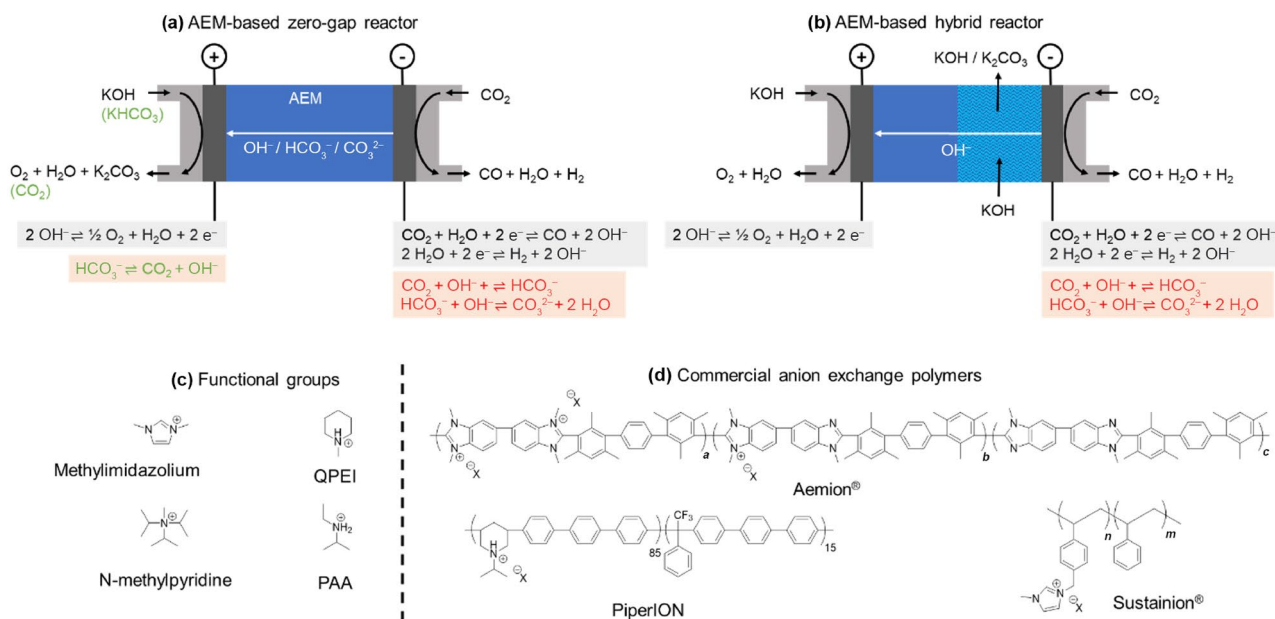 (a) AEM-based zero-gap reactor
+
-
KOH
(KHCO₃)
AEM
CO₂
OH⁻ / HCO₃⁻ / CO₃²⁻
O₂ + H₂O + K₂CO₃
(CO₂)
CO + H₂O + H₂
2 OH⁻ ⇌ ½ O₂ + H₂O + 2 e⁻
HCO₃⁻ ⇌ CO₂ + OH⁻
CO₂ + H₂O + 2 e⁻ ⇌ CO + 2 OH⁻
2 H₂O + 2 e⁻ ⇌ H₂ + 2 OH⁻
CO₂ + OH⁻ + ⇌ HCO₃⁻
HCO₃⁻ + OH⁻ ⇌ CO₃²⁻ + 2 H₂O
(b) AEM-based hybrid reactor
+
-
KOH / K₂CO₃
KOH
CO₂
OH⁻
O₂ + H₂O
KOH
CO + H₂O + H₂
2 OH⁻ ⇌ ½ O₂ + H₂O + 2 e⁻
CO₂ + H₂O + 2 e⁻ ⇌ CO + 2 OH⁻
2 H₂O + 2 e⁻ ⇌ H₂ + 2 OH⁻
CO₂ + OH⁻ + ⇌ HCO₃⁻
HCO₃⁻ + OH⁻ ⇌ CO₃²⁻ + 2 H₂O
(c) Functional groups
N N +
Methylimidazolium
N H +
QPEI
N +
N-methylpyridine
NH₂ ⊖
PAA
(d) Commercial anion exchange polymers
⊖X
⊖X
a
⊖X
b
c
Aemion®
N H +
⊖X
85
CF₃
15
PiperION
n
m
N N +
⊖X
Sustainion®